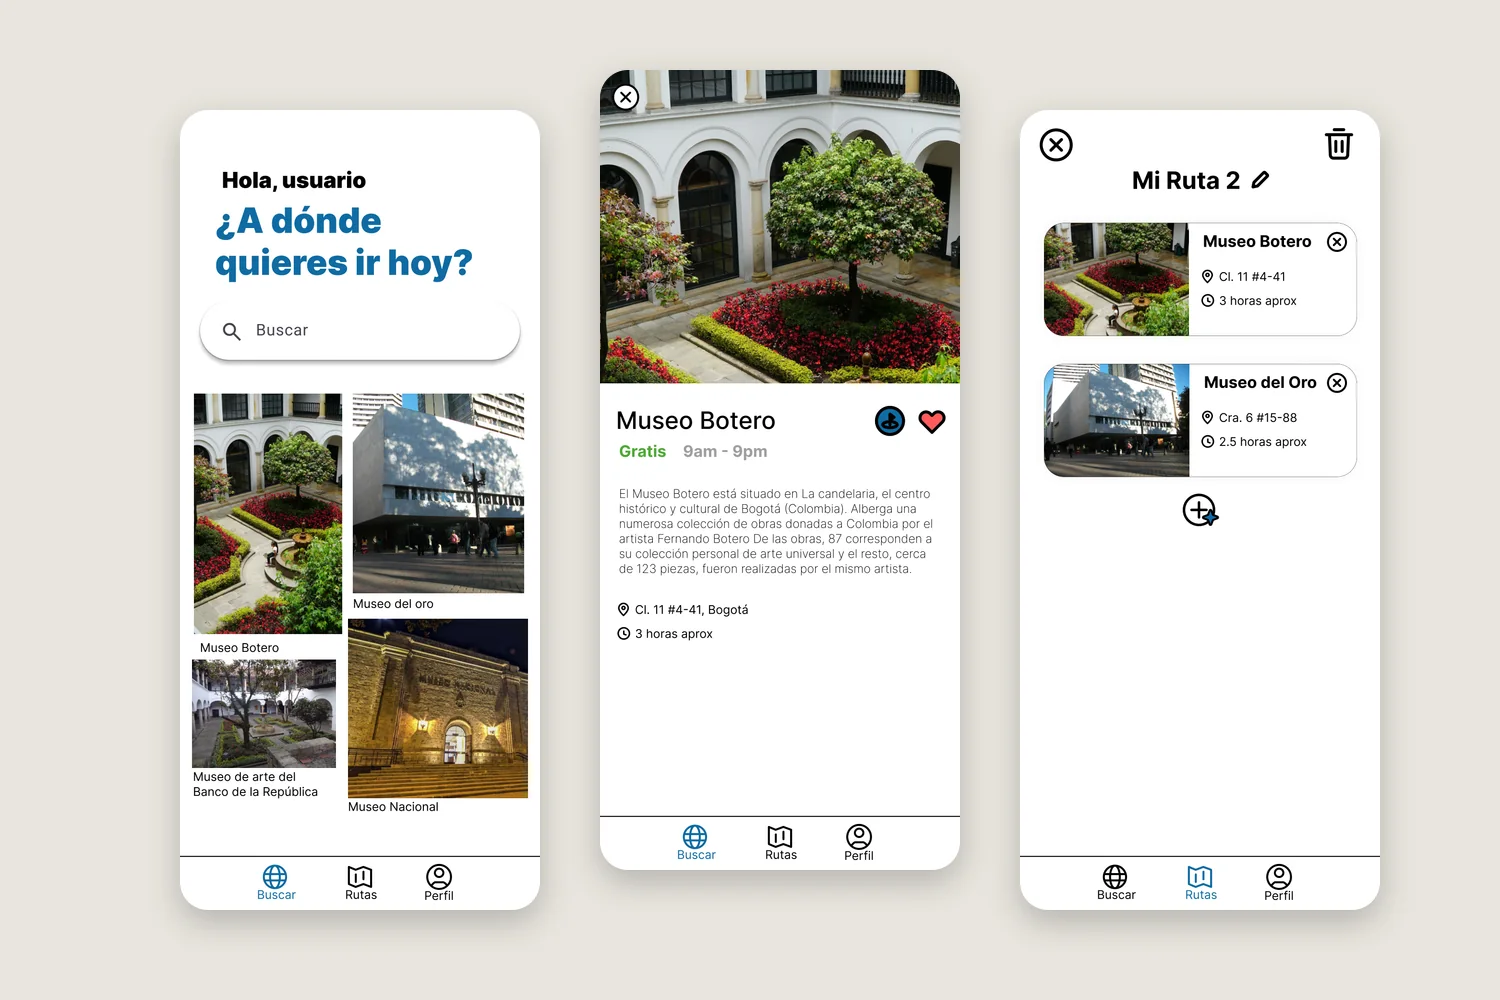 Hola, usuario
¿A dónde
quieres ir hoy?
Buscar
Museo Botero
Museo del oro
Museo de arte del
Banco de la República
MUSEO NACIONAL
Museo Nacional
Buscar
Rutas
Perfil
Museo Botero
Gratis 9am - 9pm
El Museo Botero está situado en La candelaria, el centro
histórico y cultural de Bogotá (Colombia). Alberga una
numerosa colección de obras donadas a Colombia por el
artista Fernando Botero De las obras, 87 corresponden a
su colección personal de arte universal y el resto, cerca
de 123 piezas, fueron realizadas por el mismo artista.
Cl. 11 #4-41, Bogotá
3 horas aprox
Buscar
Rutas
Perfil
Mi Ruta 2
Museo Botero
Cl. 11 #4-41
3 horas aprox
Museo del Oro
Cra. 6 #15-88
2.5 horas aprox
Buscar
Rutas
Perfil